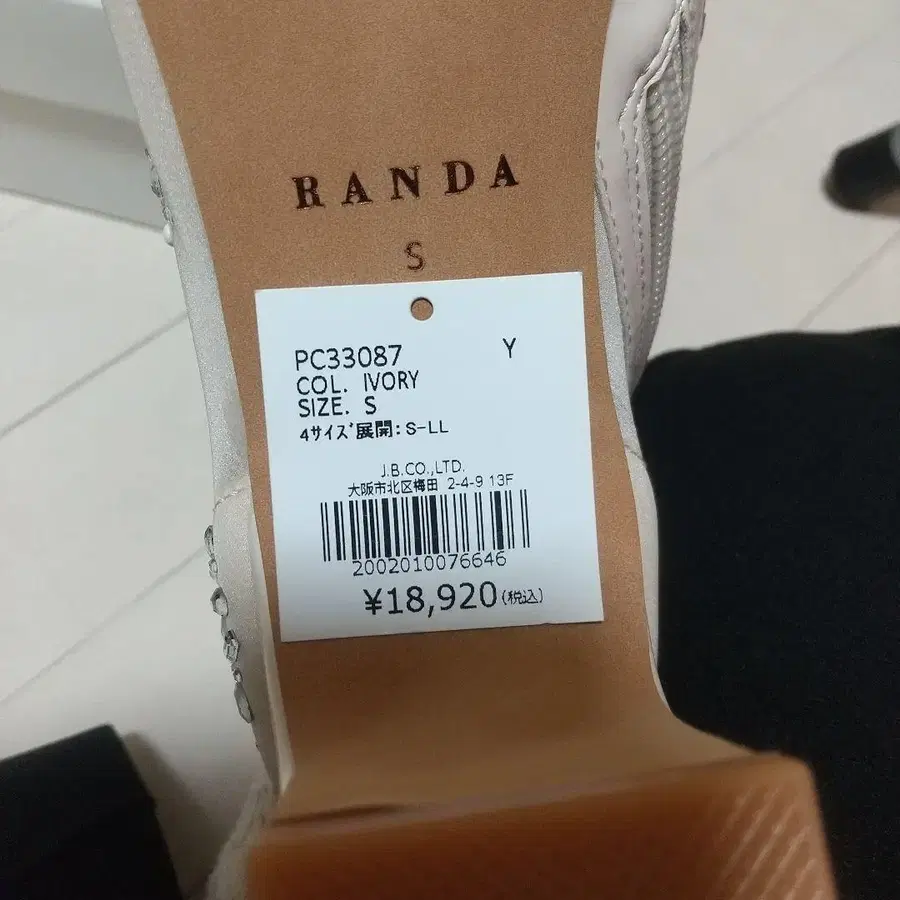 RANDA
S
PC33087 Y
COL. IVORY
SIZE. S
4サイズ展開:S-LL
J.B.CO.,LTD.
大阪市北区梅田 2-4-9 13F
2002010076646
¥18,920(税込)